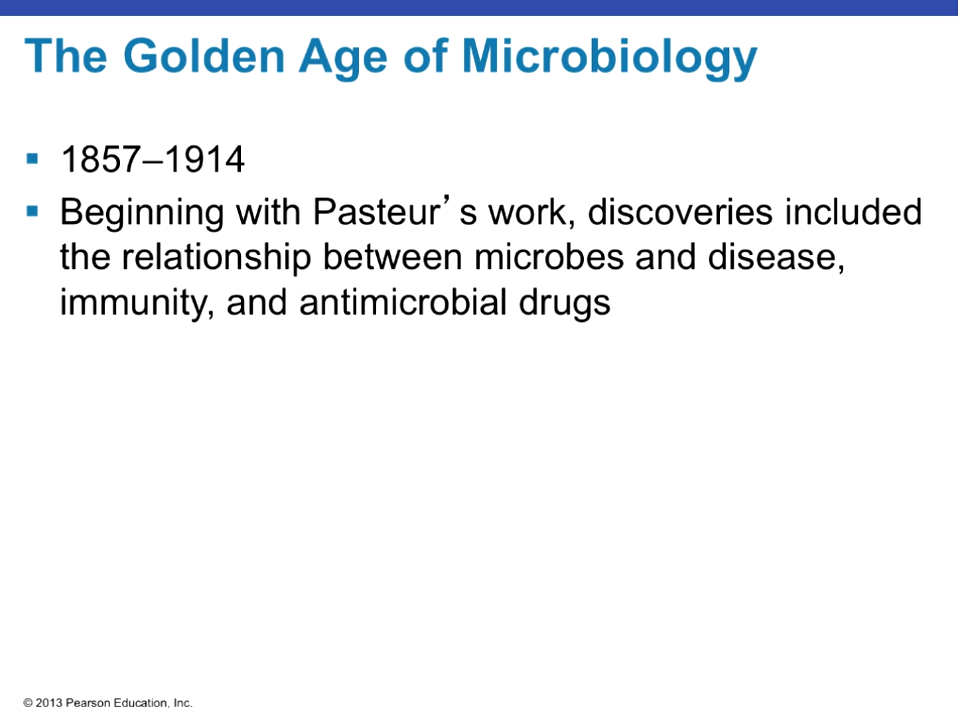 The Golden Age of Microbiology
▪ 1857–1914
▪ Beginning with Pasteur’s work, discoveries included
the relationship between microbes and disease,
immunity, and antimicrobial drugs
© 2013 Pearson Education, Inc.